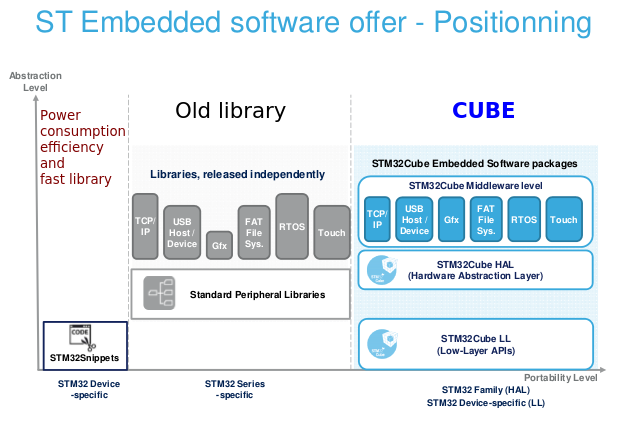 ST Embedded software offer - Positionning
Abstraction
Level
Power
consumption
efficiency
and
fast library
Old library
CUBE
Libraries, released independently
TCP/
IP
USB
Host /
Device
Gfx
FAT
File
Sys.
RTOS
Touch
Standard Peripheral Libraries
STM32Cube Embedded Software packages
STM32Cube Middleware level
TCP/
IP
USB
Host /
Device
Gfx
FAT
File
Sys.
RTOS
Touch
STM32Cube HAL
(Hardware Abstraction Layer)
STM32Cube LL
(Low-Layer APIs)
CODE
STM32Snippets
Portability Level
STM32 Device
-specific
STM32 Series
-specific
STM32 Family (HAL)
STM32 Device-specific (LL)